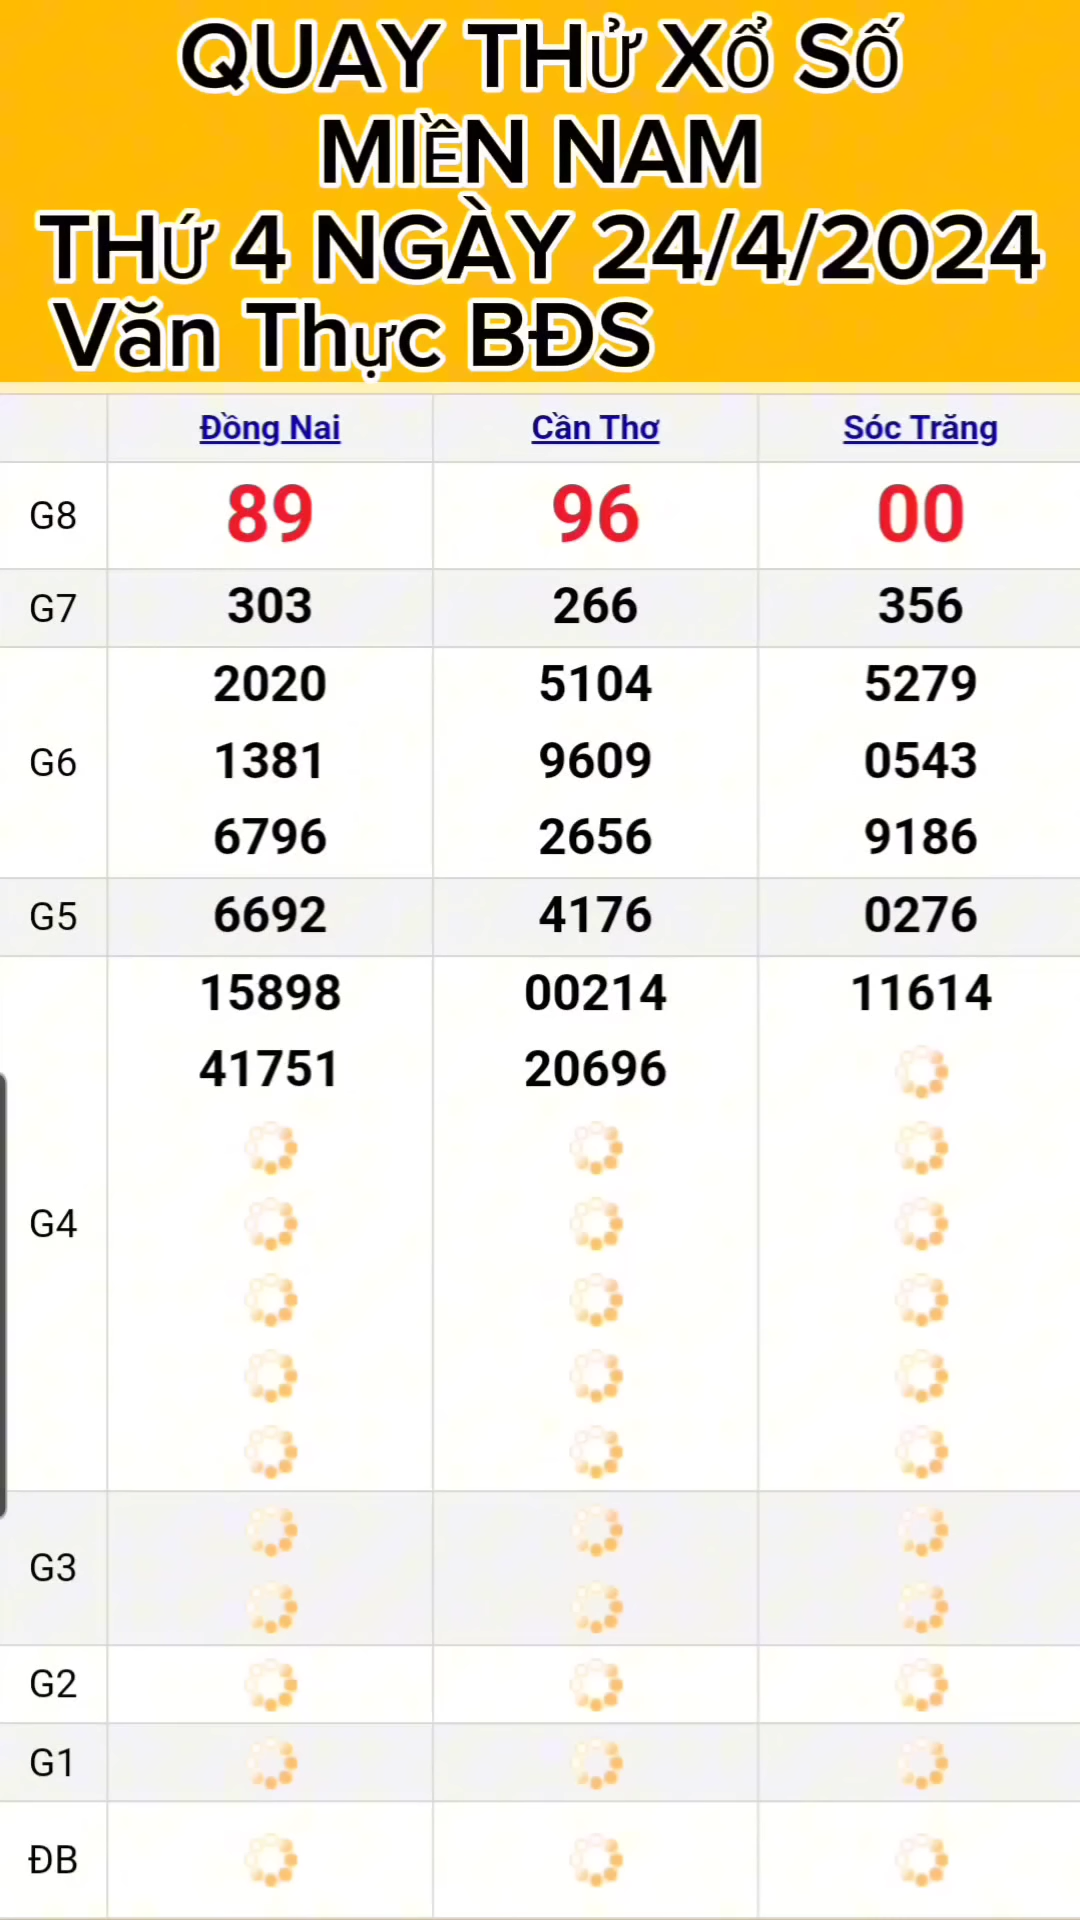 QUAY THỬ XỔ SỐ
MIỀN NAM
THỨ 4 NGÀY 24/4/2024
Văn Thực BĐS
Đồng Nai Cần Thơ Sóc Trăng
G8 89 96 00
G7 303 266 356
2020 5104 5279
G6 1381 9609 0543
6796 2656 9186
G5 6692 4176 0276
15898 00214 11614
41751 20696
G4
G3
G2
G1
ĐB